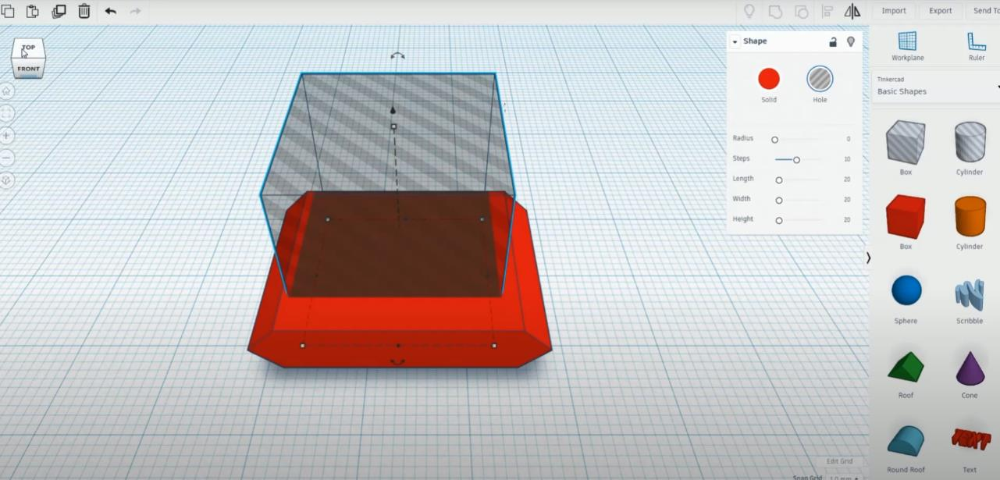 Import Export Send To
TOP
FRONT
Shape
Solid Hole
Radius 0
Steps 10
Length 20
Width 20
Height 20
Workplane Ruler
Tinkercad
Basic Shapes
Box Cylinder
Box Cylinder
Sphere Scribble
Roof Cone
Round Roof Text
TEXT
Edit Grid
Snap Grid 1.0 mm